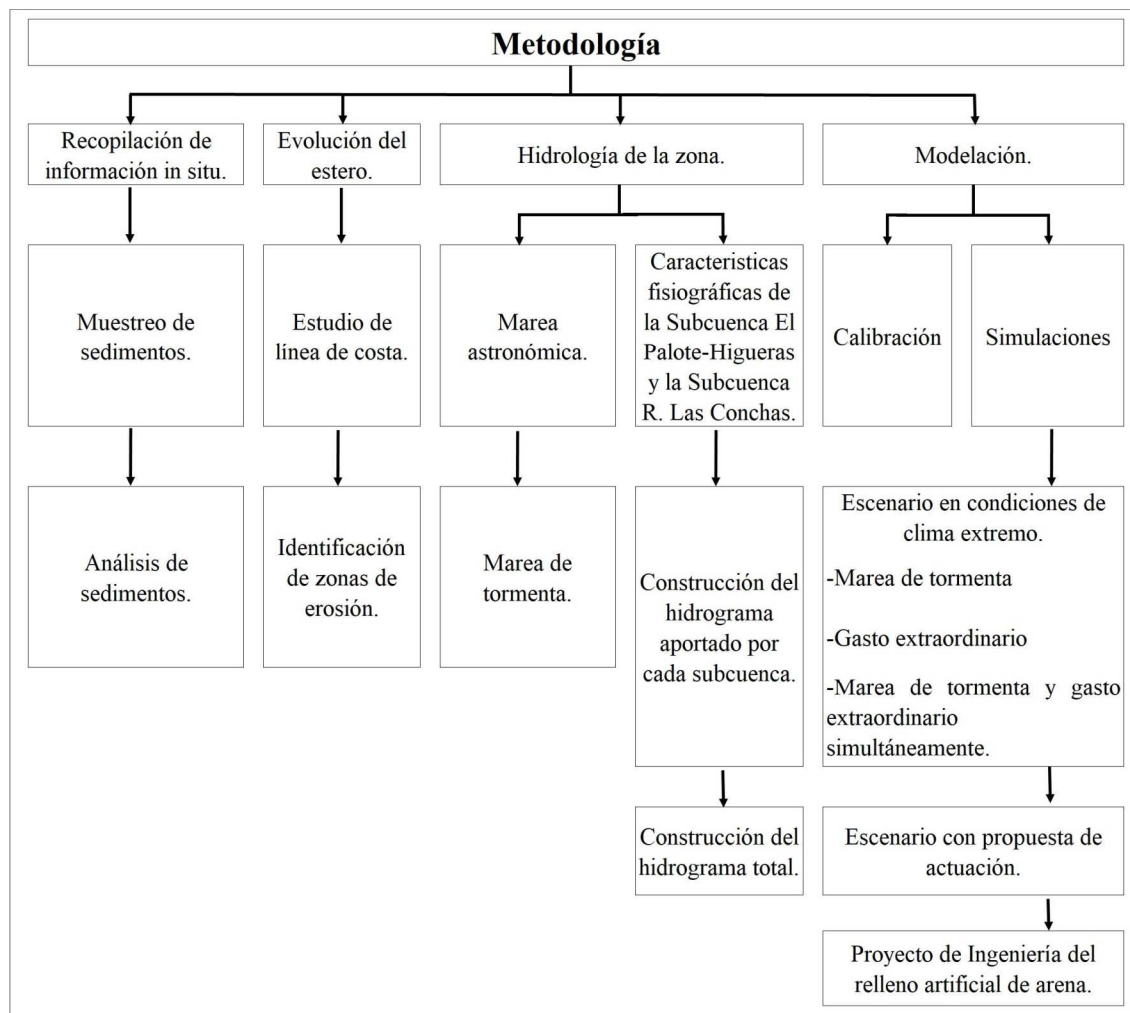 Metodología
Recopilación de
información in situ.
Evolución del
estero.
Hidrología de la zona.
Modelación.
Muestreo de
sedimentos.
Estudio de
línea de costa.
Marea
astronómica.
Caracteristicas
fisiográficas de
la Subcuenca El
Palote-Higueras
y la Subcuenca
R. Las Conchas.
Calibración
Simulaciones
Análisis de
sedimentos.
Identificación
de zonas de
erosión.
Marea de
tormenta.
Construcción del
hidrograma
aportado por
cada subcuenca.
Escenario en condiciones de
clima extremo.
-Marea de tormenta
-Gasto extraordinario
-Marea de tormenta y gasto
extraordinario
simultáneamente.
Construcción del
hidrograma total.
Escenario con propuesta de
actuación.
Proyecto de Ingeniería del
relleno artificial de arena.